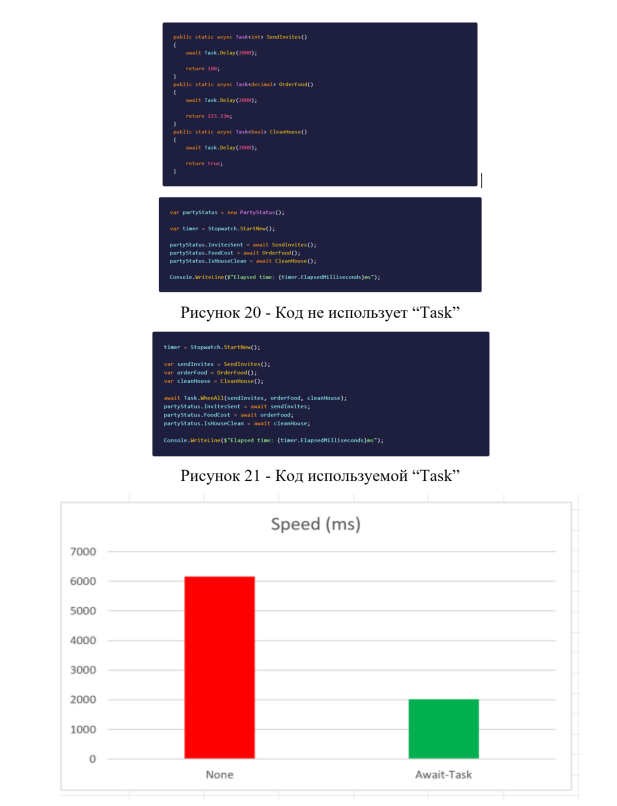 public static async Task<int> SendInvites()
{
await Task.Delay(2000);
return 100;
}
public static async Task<decimal> OrderFood()
{
await Task.Delay(2000);
return 123.23m;
}
public static async Task<bool> CleanHouse()
{
await Task.Delay(2000);
return true;
}
var partyStatus = new PartyStatus();
var timer = Stopwatch.StartNew();
partyStatus.InvitesSent = await SendInvites();
partyStatus.FoodCost = await OrderFood();
partyStatus.IsHouseClean = await CleanHouse();
Console.WriteLine($"Elapsed time: {timer.ElapsedMilliseconds}ms");
Рисунок 20 - Код не использует “Task”
timer = Stopwatch.StartNew();
var sendInvites = SendInvites();
var orderFood = OrderFood();
var cleanHouse = CleanHouse();
await Task.WhenAll(sendInvites, orderFood, cleanHouse);
partyStatus.InvitesSent = await sendInvites;
partyStatus.FoodCost = await orderFood;
partyStatus.IsHouseClean = await cleanHouse;
Console.WriteLine($"Elapsed time: {timer.ElapsedMilliseconds}ms");
Рисунок 21 - Код используемой “Task”
Speed (ms)
7000
6000
5000
4000
3000
2000
1000
0
None Await-Task